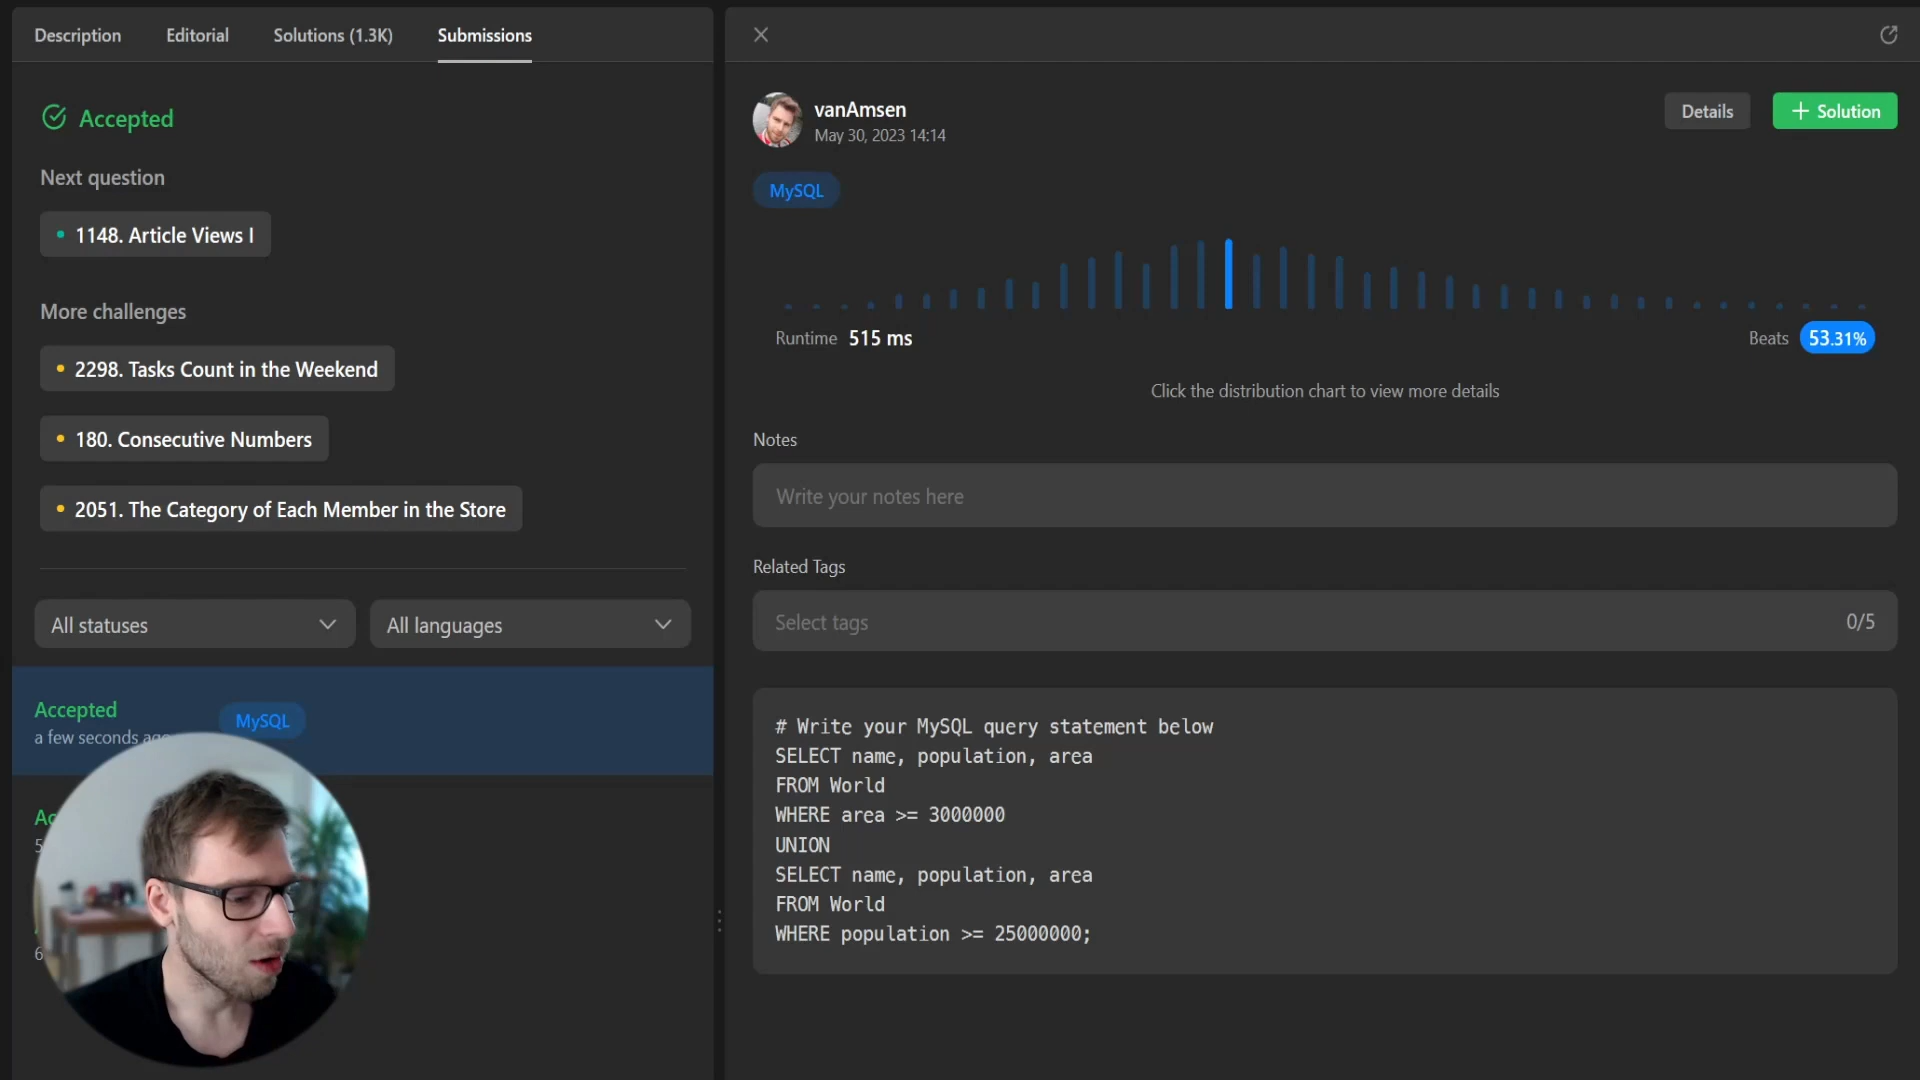 Description Editorial Solutions (1.3K) Submissions
Accepted
Next question
1148. Article Views I
More challenges
2298. Tasks Count in the Weekend
180. Consecutive Numbers
2051. The Category of Each Member in the Store
All statuses All languages
Accepted
a few seconds ago
MySQL
Ac
5
6
vanAmsen
May 30, 2023 14:14
Details + Solution
MySQL
Runtime 515 ms Beats 53.31%
Click the distribution chart to view more details
Notes
Write your notes here
Related Tags
Select tags 0/5
# Write your MySQL query statement below
SELECT name, population, area
FROM World
WHERE area >= 3000000
UNION
SELECT name, population, area
FROM World
WHERE population >= 25000000;